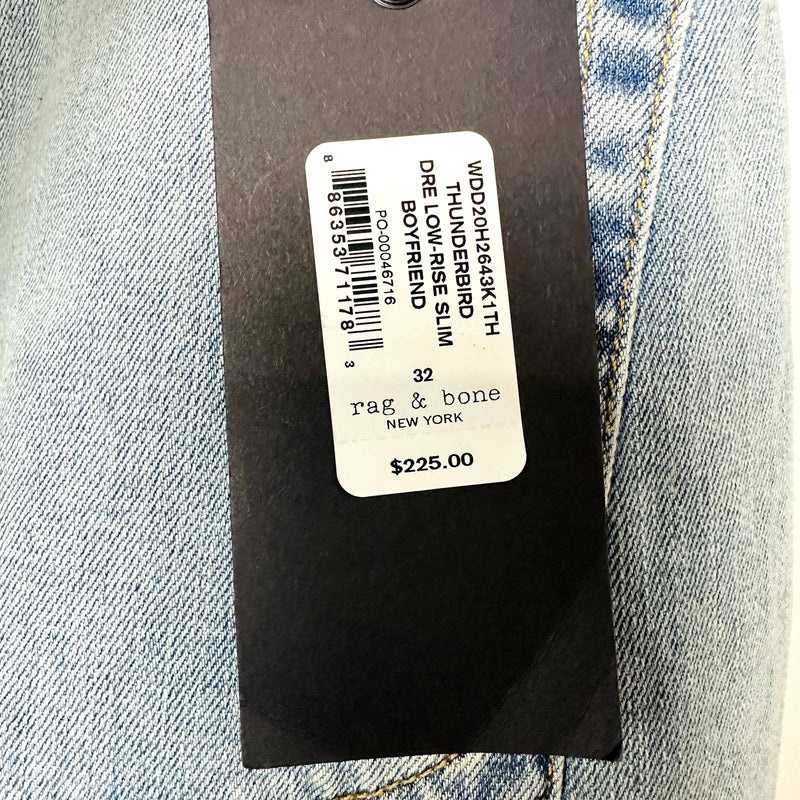 WDD20H2643K1TH
THUNDERBIRD
DRE LOW-RISE SLIM
BOYFRIEND
PO-00046716
8 86353 71178 3
32
rag & bone
NEW YORK
$225.00